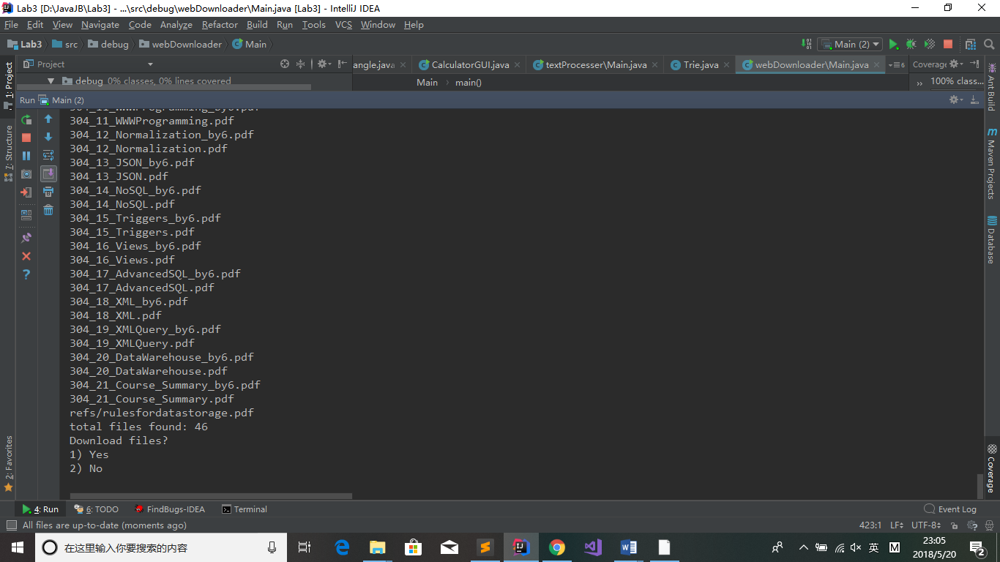 Lab3 [D:\JavaJB\Lab3] - ...\src\debug\webDownloader\Main.java [Lab3] - IntelliJ IDEA
File Edit View Navigate Code Analyze Refactor Build Run Tools VCS Window Help
Lab3 src debug webDownloader Main Main (2)
Project angle.java CalculatorGUI.java textProcesser\Main.java Trie.java webDownloader\Main.java 6 Coverage
debug 0% classes, 0% lines covered Main main() 100% class...
Run Main (2)
304_11_WWWProgramming_by6.pdf
304_11_WWWProgramming.pdf
304_12_Normalization_by6.pdf
304_12_Normalization.pdf
304_13_JSON_by6.pdf
304_13_JSON.pdf
304_14_NoSQL_by6.pdf
304_14_NoSQL.pdf
304_15_Triggers_by6.pdf
304_15_Triggers.pdf
304_16_Views_by6.pdf
304_16_Views.pdf
304_17_AdvancedSQL_by6.pdf
304_17_AdvancedSQL.pdf
304_18_XML_by6.pdf
304_18_XML.pdf
304_19_XMLQuery_by6.pdf
304_19_XMLQuery.pdf
304_20_DataWarehouse_by6.pdf
304_20_DataWarehouse.pdf
304_21_Course_Summary_by6.pdf
304_21_Course_Summary.pdf
refs/rulesfordatastorage.pdf
total files found: 46
Download files?
1) Yes
2) No
1: Project
7: Structure
2: Favorites
Ant Build
m Maven Projects
Database
Coverage
4: Run 6: TODO FindBugs-IDEA Terminal Event Log
All files are up-to-date (moments ago) 423:1 LF UTF-8
在这里输入你要搜索的内容 英 M 23:05
2018/5/20 2